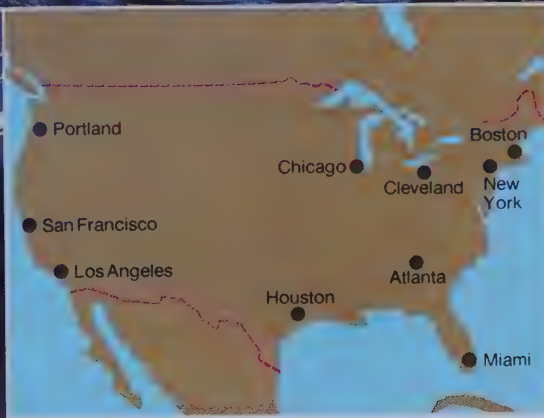 Portland
Boston
Chicago
Cleveland
New
York
San Francisco
Los Angeles
Atlanta
Houston
Miami